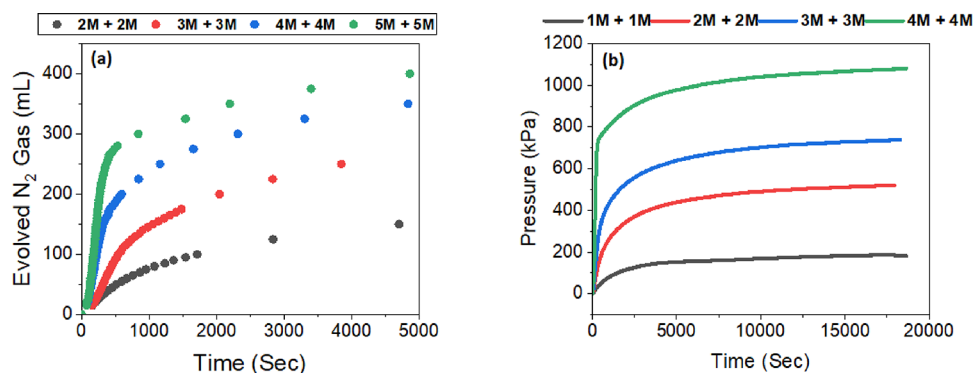 2M + 2M 3M + 3M 4M + 4M 5M + 5M
(a)
400
300
200
100
0
Evolved N₂ Gas (mL)
0 1000 2000 3000 4000 5000
Time (Sec)
1M + 1M 2M + 2M 3M + 3M 4M + 4M
(b)
1200
1000
800
600
400
200
0
Pressure (kPa)
0 5000 10000 15000 20000
Time (Sec)